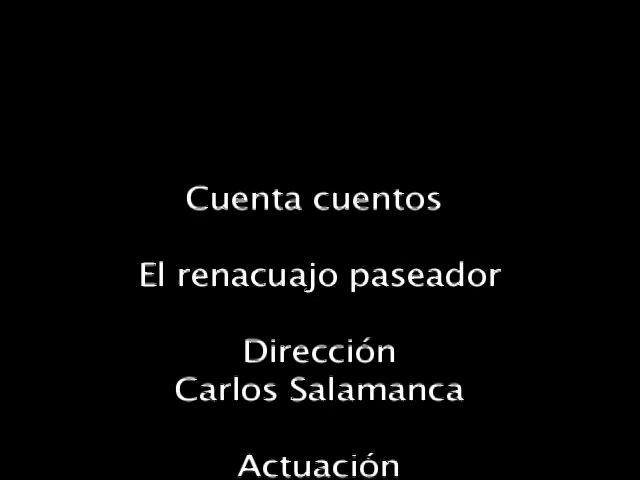 Cuenta cuentos
El renacuajo paseador
Dirección
Carlos Salamanca
Actuación